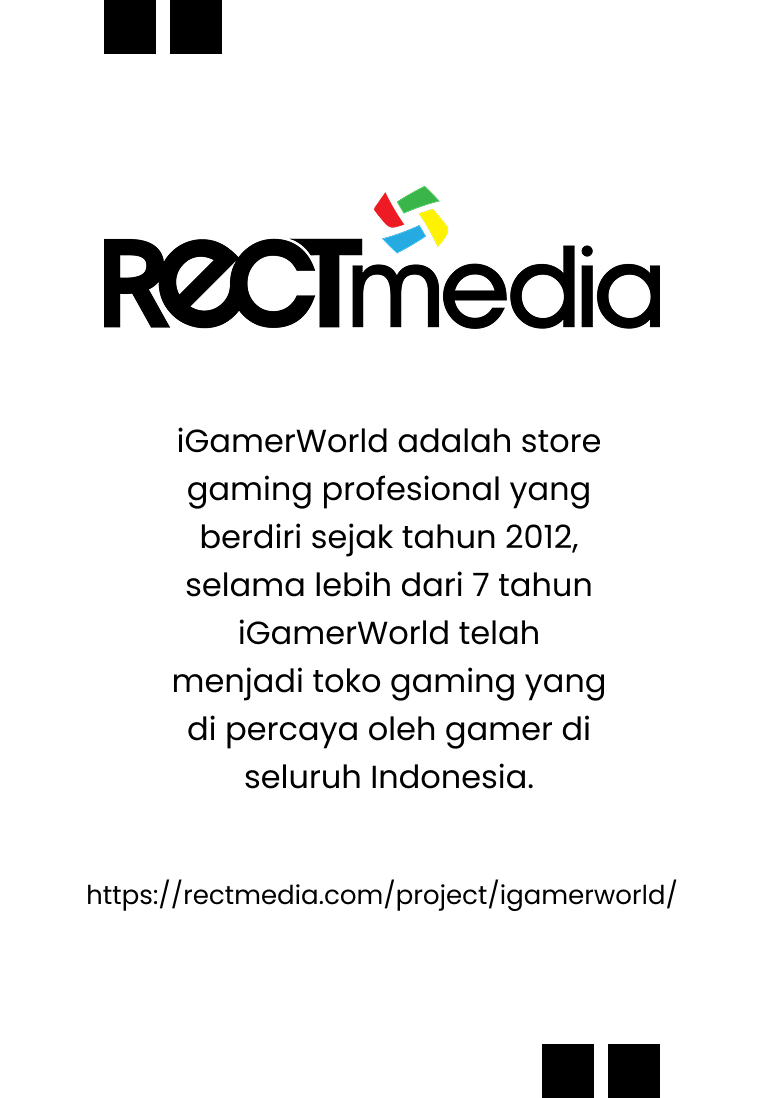 RECTmedia
iGamerWorld adalah store
gaming profesional yang
berdiri sejak tahun 2012,
selama lebih dari 7 tahun
iGamerWorld telah
menjadi toko gaming yang
di percaya oleh gamer di
seluruh Indonesia.
https://rectmedia.com/project/igamerworld/